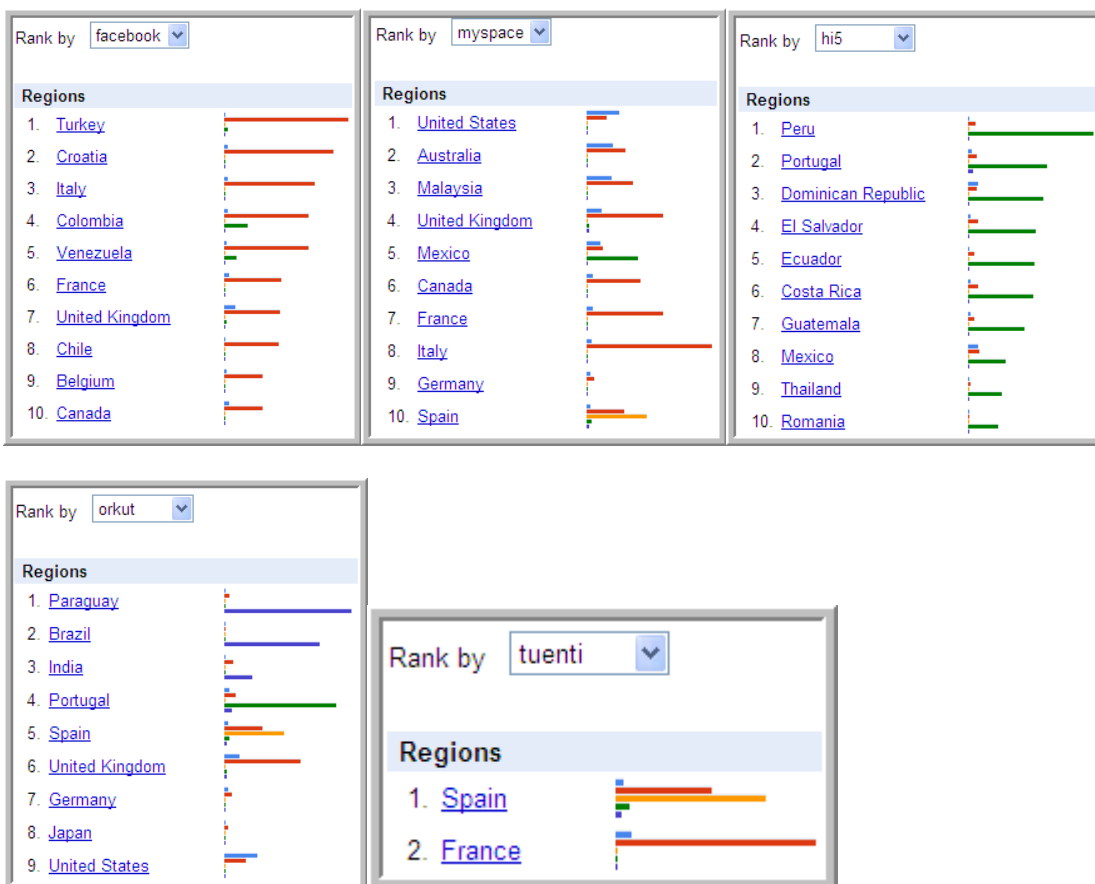 Rank by facebook
Regions
1. Turkey
2. Croatia
3. Italy
4. Colombia
5. Venezuela
6. France
7. United Kingdom
8. Chile
9. Belgium
10. Canada
Rank by myspace
Regions
1. United States
2. Australia
3. Malaysia
4. United Kingdom
5. Mexico
6. Canada
7. France
8. Italy
9. Germany
10. Spain
Rank by hi5
Regions
1. Peru
2. Portugal
3. Dominican Republic
4. El Salvador
5. Ecuador
6. Costa Rica
7. Guatemala
8. Mexico
9. Thailand
10. Romania
Rank by orkut
Regions
1. Paraguay
2. Brazil
3. India
4. Portugal
5. Spain
6. United Kingdom
7. Germany
8. Japan
9. United States
Rank by tuenti
Regions
1. Spain
2. France